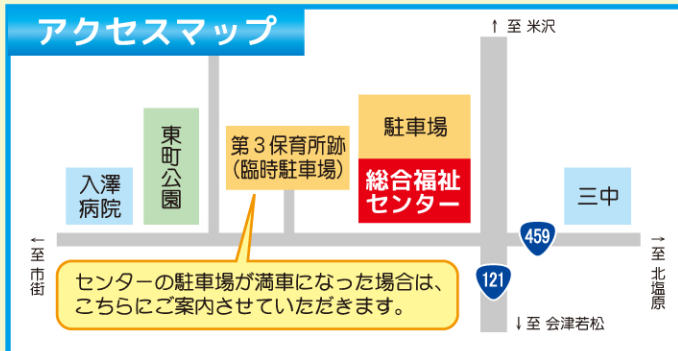 アクセスマップ
↑至 米沢
東町公園
第3保育所跡
(臨時駐車場)
駐車場
総合福祉
センター
入澤
病院
三中
459
←至 市街
→至 北塩原
センターの駐車場が満車になった場合は、
こちらにご案内させていただきます。
121
↓至 会津若松